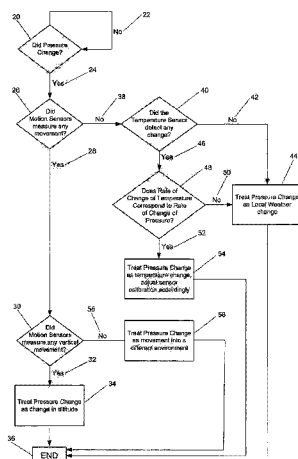 20
22
No
Did Pressure
Change?
Yes
24
26
Did
Motion Sensors
measure any
movement?
No
38
40
Did the
Temperature Sensor
detect any
change?
No
42
Yes
28
Yes
46
48
Does Rate of
Change of Temperature
Correspond to Rate
of Change of
Pressure?
No
50
44
Treat Pressure Change
as Local Weather
change
Yes
52
54
Treat Pressure Change
as temperature change,
adjust sensor
calibration accordingly
30
Did
Motion Sensors
measure any vertical
movement?
No
56
58
Treat Pressure Change
as movement into
a different environment
Yes
32
34
Treat Pressure Change
as change in altitude
36
END